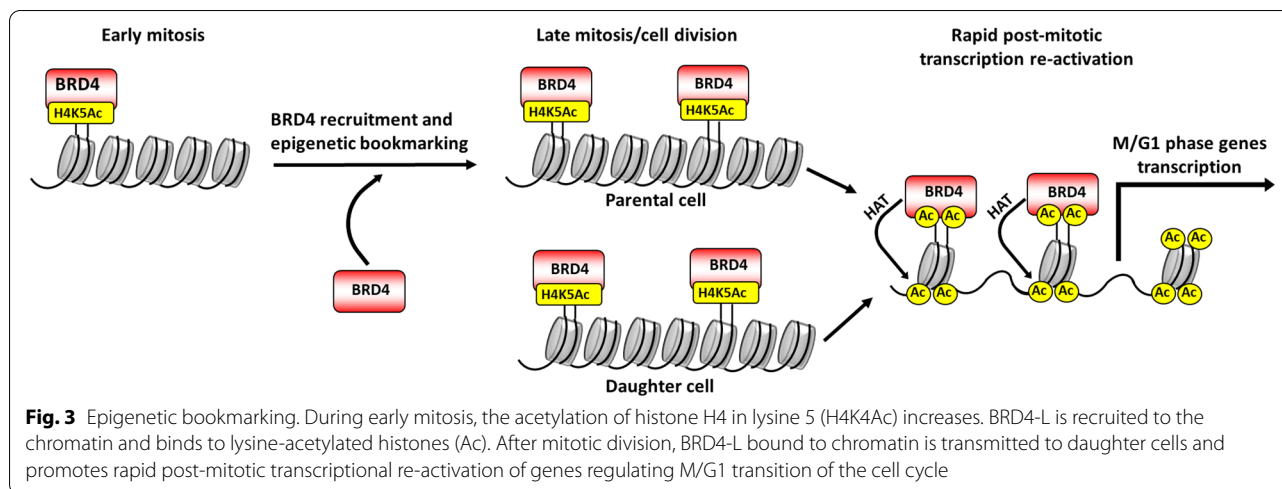 Early mitosis
Late mitosis/cell division
Rapid post-mitotic
transcription re-activation
BRD4
H4K5Ac
BRD4 recruitment and
epigenetic bookmarking
BRD4
BRD4
H4K5Ac
BRD4
H4K5Ac
Parental cell
BRD4
H4K5Ac
BRD4
H4K5Ac
Daughter cell
HAT
BRD4
Ac Ac
Ac Ac
HAT
BRD4
Ac Ac
Ac Ac
M/G1 phase genes
transcription
Ac Ac
Ac Ac
Fig. 3 Epigenetic bookmarking. During early mitosis, the acetylation of histone H4 in lysine 5 (H4K4Ac) increases. BRD4-L is recruited to the
chromatin and binds to lysine-acetylated histones (Ac). After mitotic division, BRD4-L bound to chromatin is transmitted to daughter cells and
promotes rapid post-mitotic transcriptional re-activation of genes regulating M/G1 transition of the cell cycle